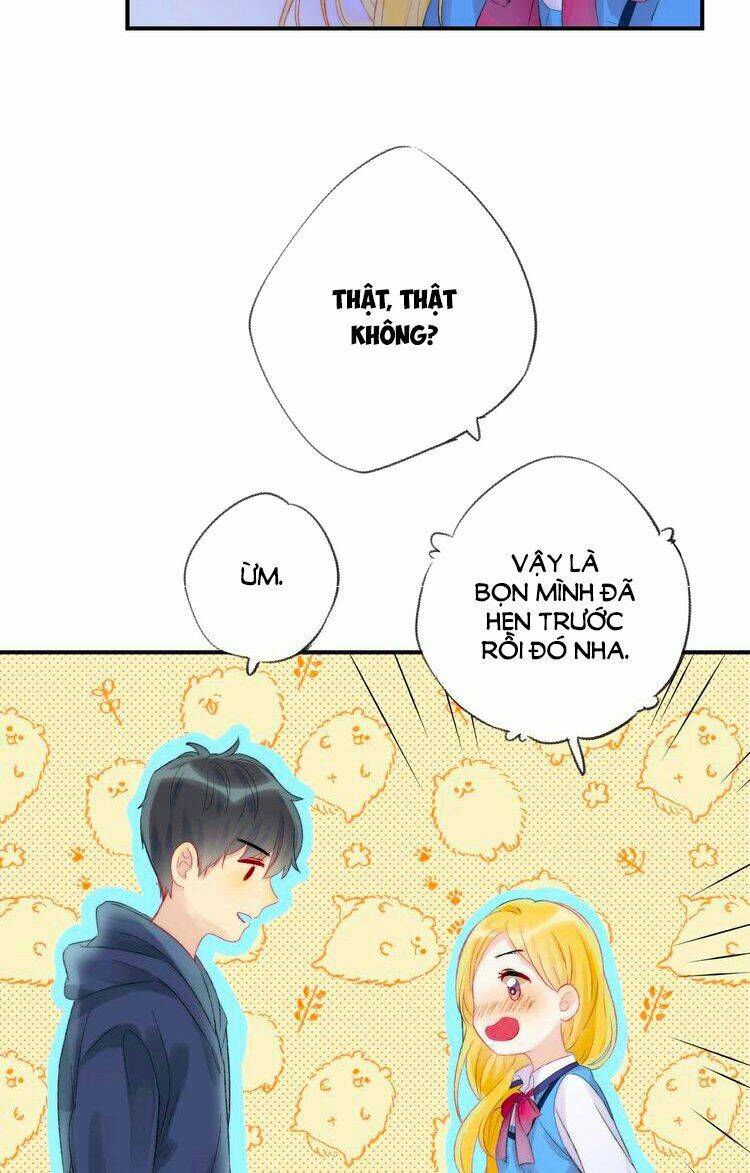 THẬT, THẬT
KHÔNG?
ỪM.
VẬY LÀ
BỌN MÌNH ĐÃ
HẸN TRƯỚC
RỒI ĐÓ NHA.